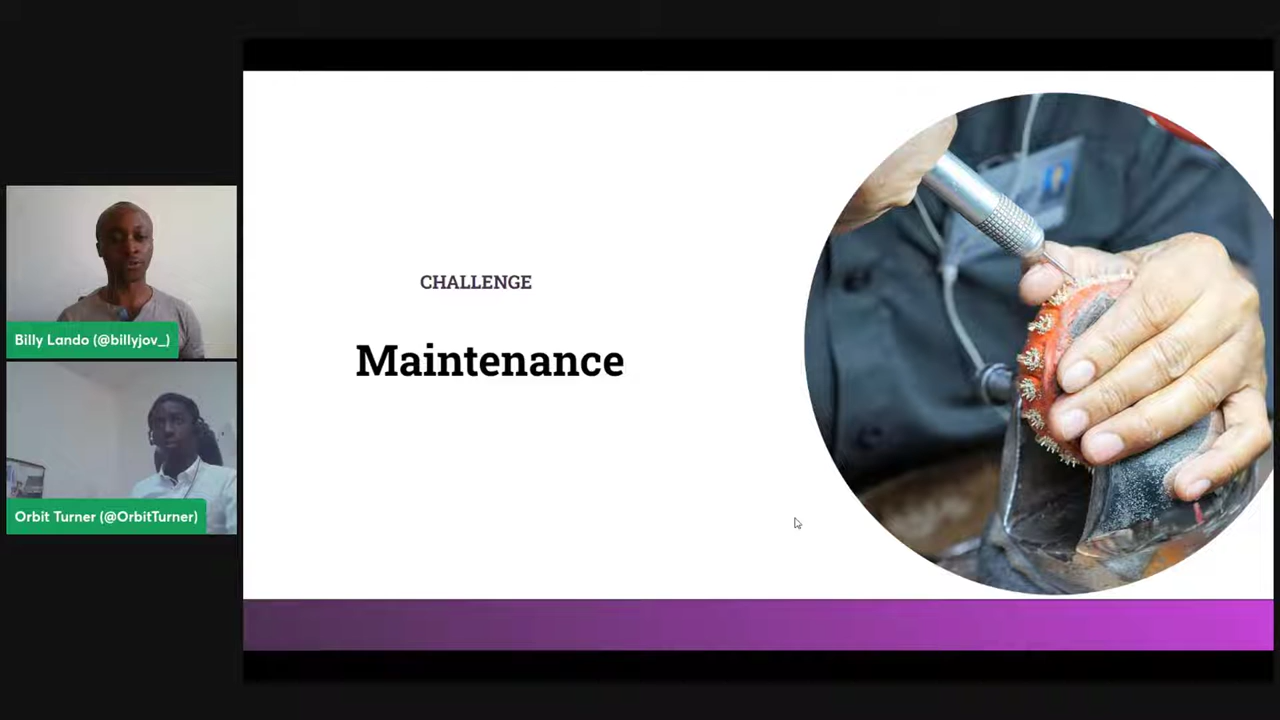 Billy Lando (@billyjov_)
Orbit Turner (@OrbitTurner)
CHALLENGE
Maintenance